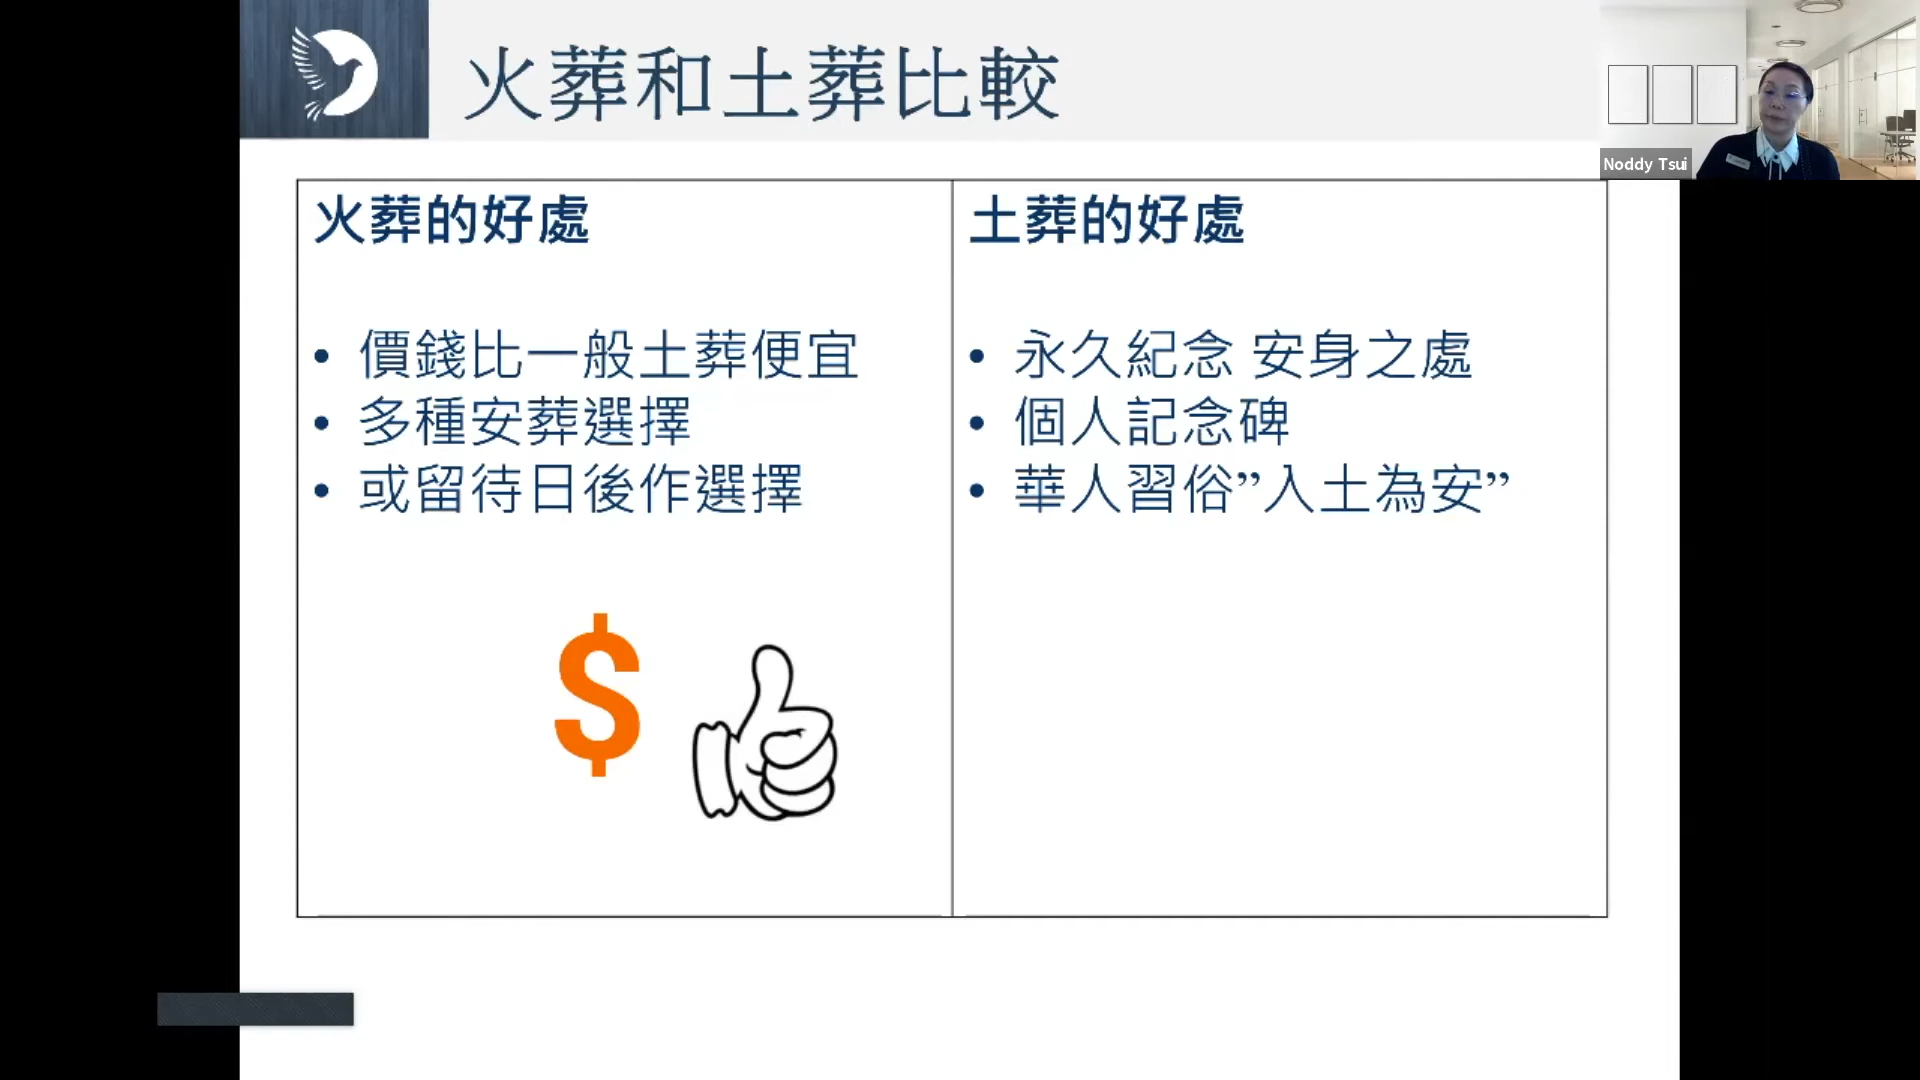 火葬和土葬比較
Noddy Tsui
火葬的好處
• 價錢比一般土葬便宜
• 多種安葬選擇
• 或留待日後作選擇
$
土葬的好處
• 永久紀念 安身之處
• 個人記念碑
• 華人習俗”入土為安”